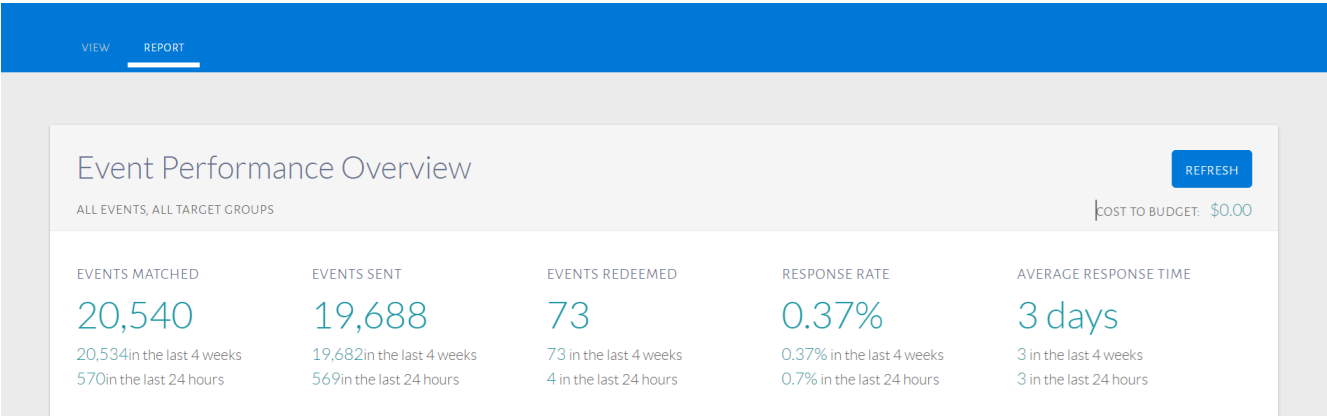 VIEW REPORT
Event Performance Overview
REFRESH
ALL EVENTS, ALL TARGET GROUPS
COST TO BUDGET: $0.00
EVENTS MATCHED
20,540
20,534in the last 4 weeks
570in the last 24 hours
EVENTS SENT
19,688
19,682in the last 4 weeks
569in the last 24 hours
EVENTS REDEEMED
73
73 in the last 4 weeks
4 in the last 24 hours
RESPONSE RATE
0.37%
0.37% in the last 4 weeks
0.7% in the last 24 hours
AVERAGE RESPONSE TIME
3 days
3 in the last 4 weeks
3 in the last 24 hours